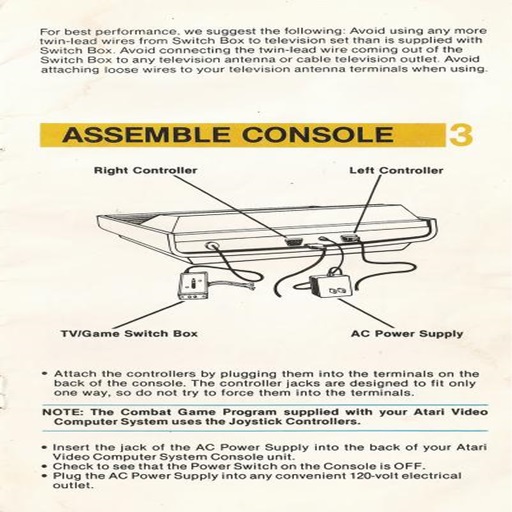 For best performance, we suggest the following: Avoid using any more
twin-lead wires from Switch Box to television set than is supplied with
Switch Box. Avoid connecting the twin-lead wire coming out of the
Switch Box to any television antenna or cable television outlet. Avoid
attaching loose wires to your television antenna terminals when using.
ASSEMBLE CONSOLE 3
Right Controller Left Controller
TV/Game Switch Box AC Power Supply
• Attach the controllers by plugging them into the terminals on the
back of the console. The controller jacks are designed to fit only
one way, so do not try to force them into the terminals.
NOTE: The Combat Game Program supplied with your Atari Video
Computer System uses the Joystick Controllers.
• Insert the jack of the AC Power Supply into the back of your Atari
Video Computer System Console unit.
• Check to see that the Power Switch on the Console is OFF.
• Plug the AC Power Supply into any convenient 120-volt electrical
outlet.